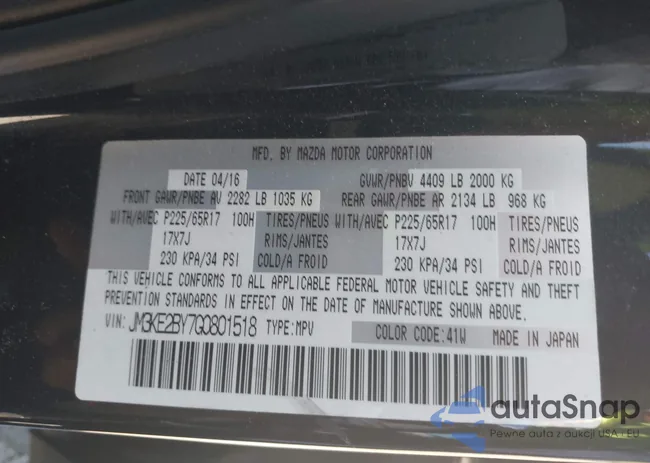 MFD. BY MAZDA MOTOR CORPORATION
DATE 04/16 GVWR/PNBV 4409 LB 2000 KG
FRONT GAWR/PNBE AV 2282 LB 1035 KG REAR GAWR/PNBE AR 2134 LB 968 KG
WITH/AVEC P225/65R17 100H TIRES/PNEUS WITH/AVEC P225/65R17 100H TIRES/PNEUS
17X7J RIMS/JANTES 17X7J RIMS/JANTES
230 KPA/34 PSI COLD/A FROID 230 KPA/34 PSI COLD/A FROID
THIS VEHICLE CONFORMS TO ALL APPLICABLE FEDERAL MOTOR VEHICLE SAFETY AND THEFT
PREVENTION STANDARDS IN EFFECT ON THE DATE OF MANUFACTURE SHOWN ABOVE.
VIN: JM3KE2BY7G0801518 TYPE: MPV COLOR CODE:41W MADE IN JAPAN
autaSnap
Pewne auta z aukcji USA i EU